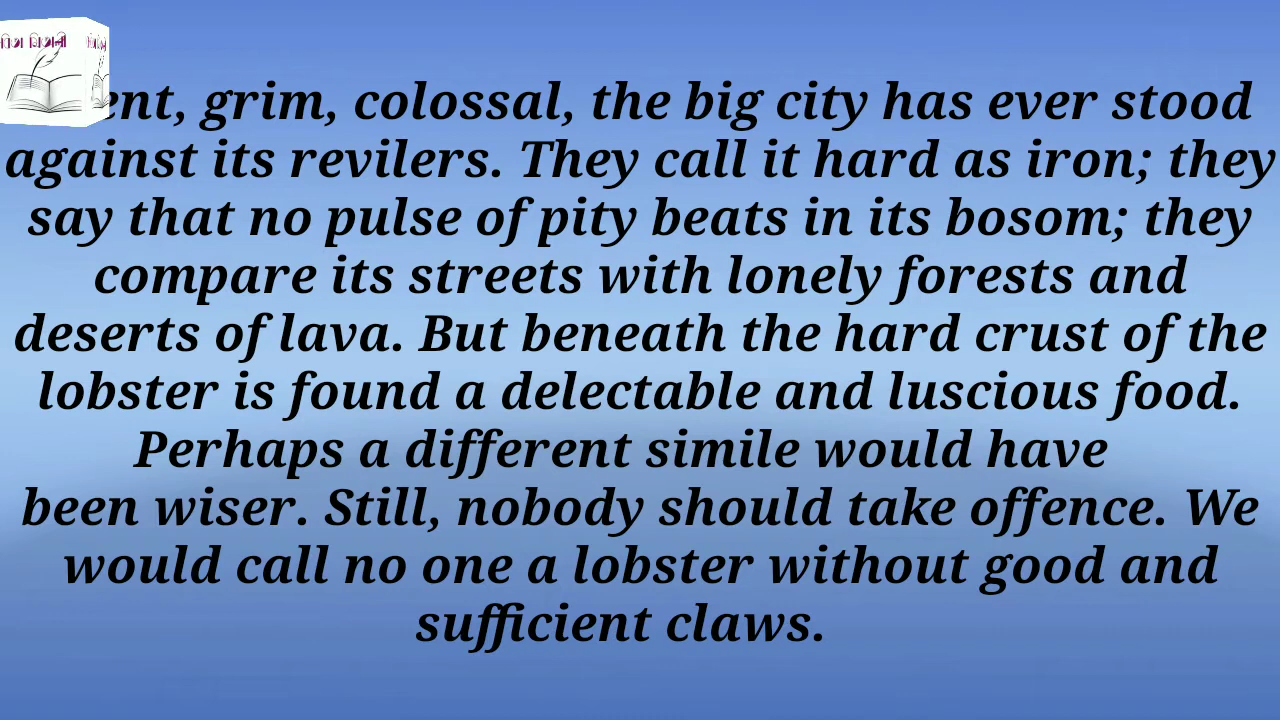 grim, colossal, the big city has ever stood
against its revilers. They call it hard as iron; they
say that no pulse of pity beats in its bosom; they
compare its streets with lonely forests and
deserts of lava. But beneath the hard crust of the
lobster is found a delectable and luscious food.
Perhaps a different simile would have
been wiser. Still, nobody should take offence. We
would call no one a lobster without good and
sufficient claws.